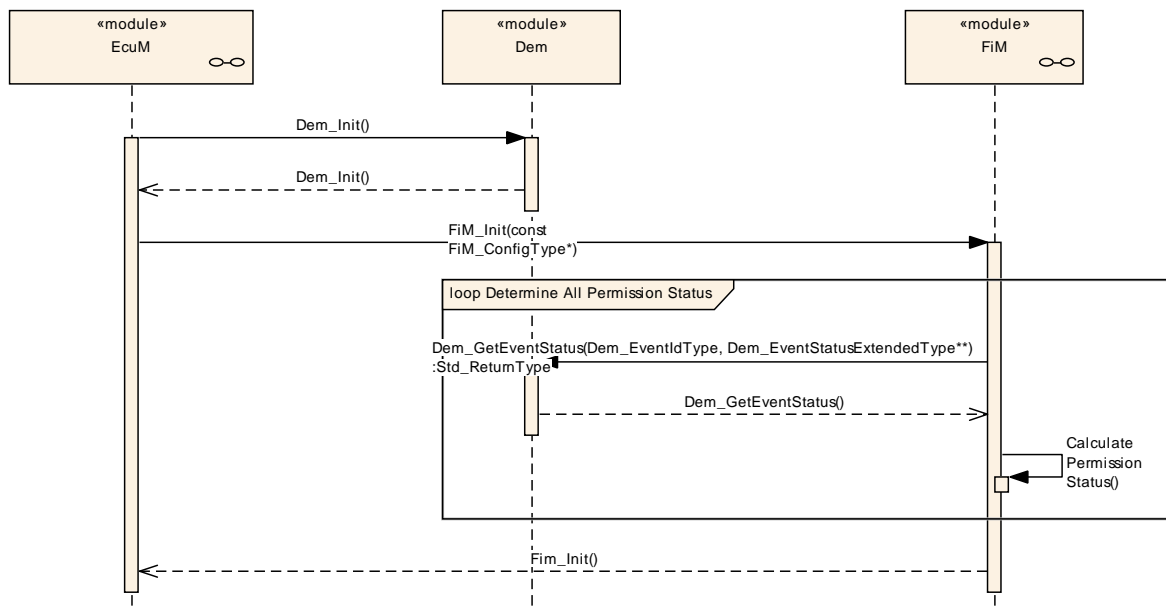 «module»
EcuM
«module»
Dem
«module»
FiM
Dem_Init()
Dem_Init()
FiM_Init(const
FiM_ConfigType*)
loop Determine All Permission Status
Dem_GetEventStatus(Dem_EventIdType, Dem_EventStatusExtendedType**)
:Std_ReturnType
Dem_GetEventStatus()
Calculate
Permission
Status()
Fim_Init()